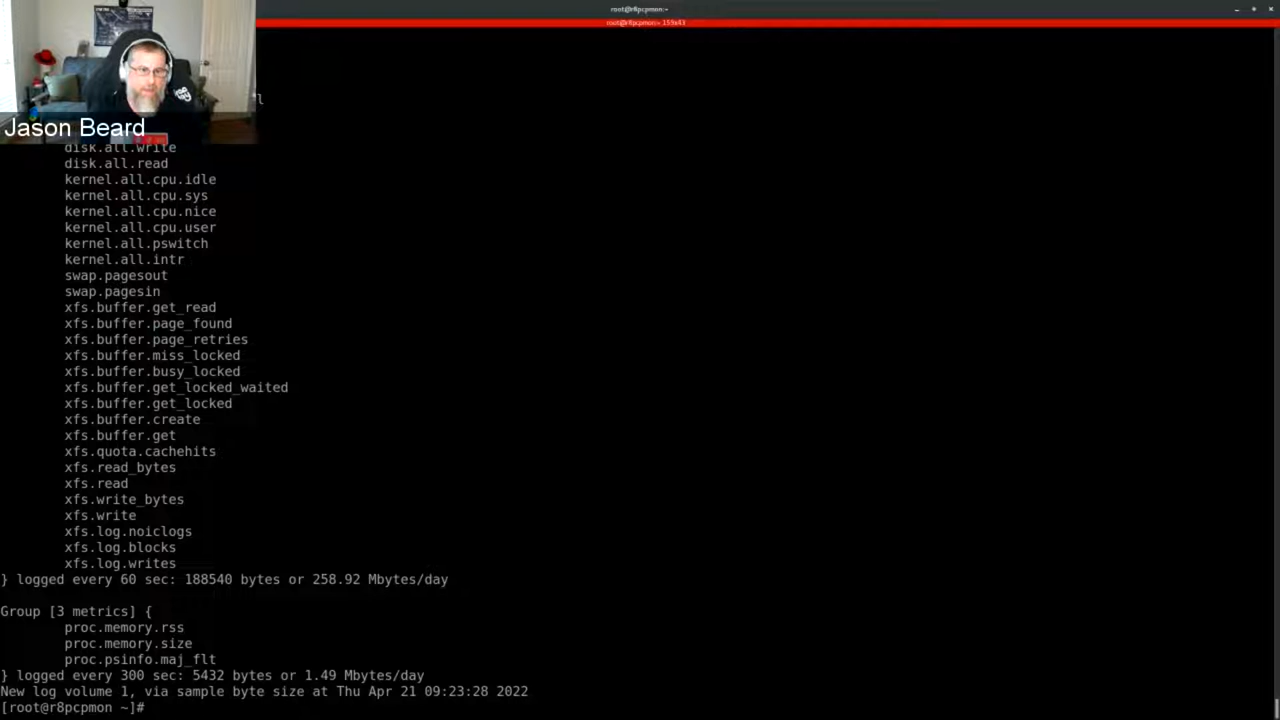 root@r8pcpmon:~
root@r8pcpmon:~ 159x43
Jason Beard
disk.all.write
disk.all.read
kernel.all.cpu.idle
kernel.all.cpu.sys
kernel.all.cpu.nice
kernel.all.cpu.user
kernel.all.pswitch
kernel.all.intr
swap.pagesout
swap.pagesin
xfs.buffer.get_read
xfs.buffer.page_found
xfs.buffer.page_retries
xfs.buffer.miss_locked
xfs.buffer.busy_locked
xfs.buffer.get_locked_waited
xfs.buffer.get_locked
xfs.buffer.create
xfs.buffer.get
xfs.quota.cachehits
xfs.read_bytes
xfs.read
xfs.write_bytes
xfs.write
xfs.log.noiclogs
xfs.log.blocks
xfs.log.writes
} logged every 60 sec: 188540 bytes or 258.92 Mbytes/day
Group [3 metrics] {
proc.memory.rss
proc.memory.size
proc.psinfo.maj_flt
} logged every 300 sec: 5432 bytes or 1.49 Mbytes/day
New log volume 1, via sample byte size at Thu Apr 21 09:23:28 2022
[root@r8pcpmon ~]#